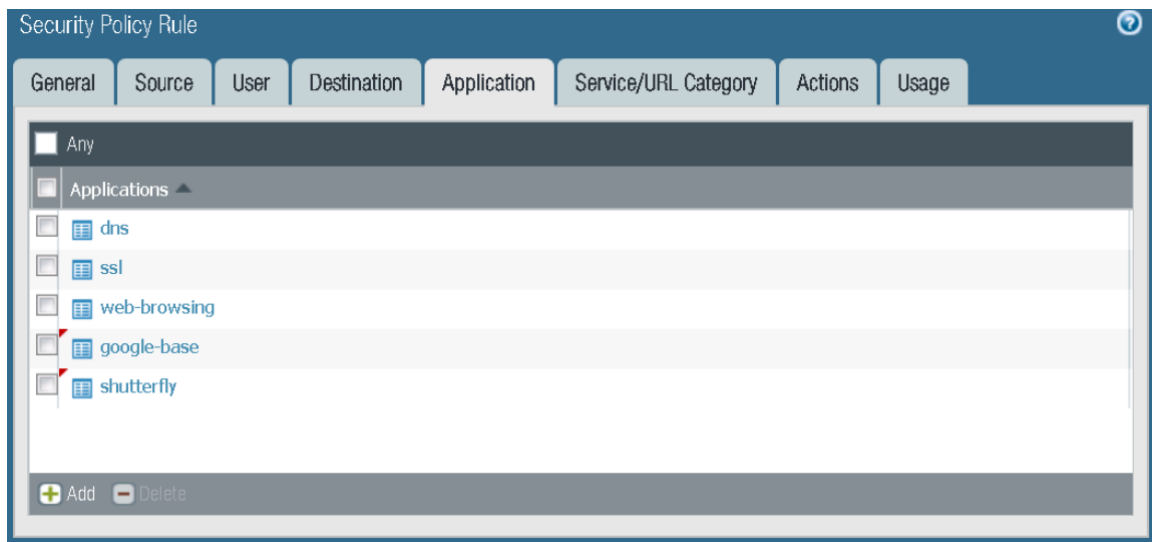 Security Policy Rule
General Source User Destination Application Service/URL Category Actions Usage
Any
Applications
dns
ssl
web-browsing
google-base
shutterfly
Add Delete